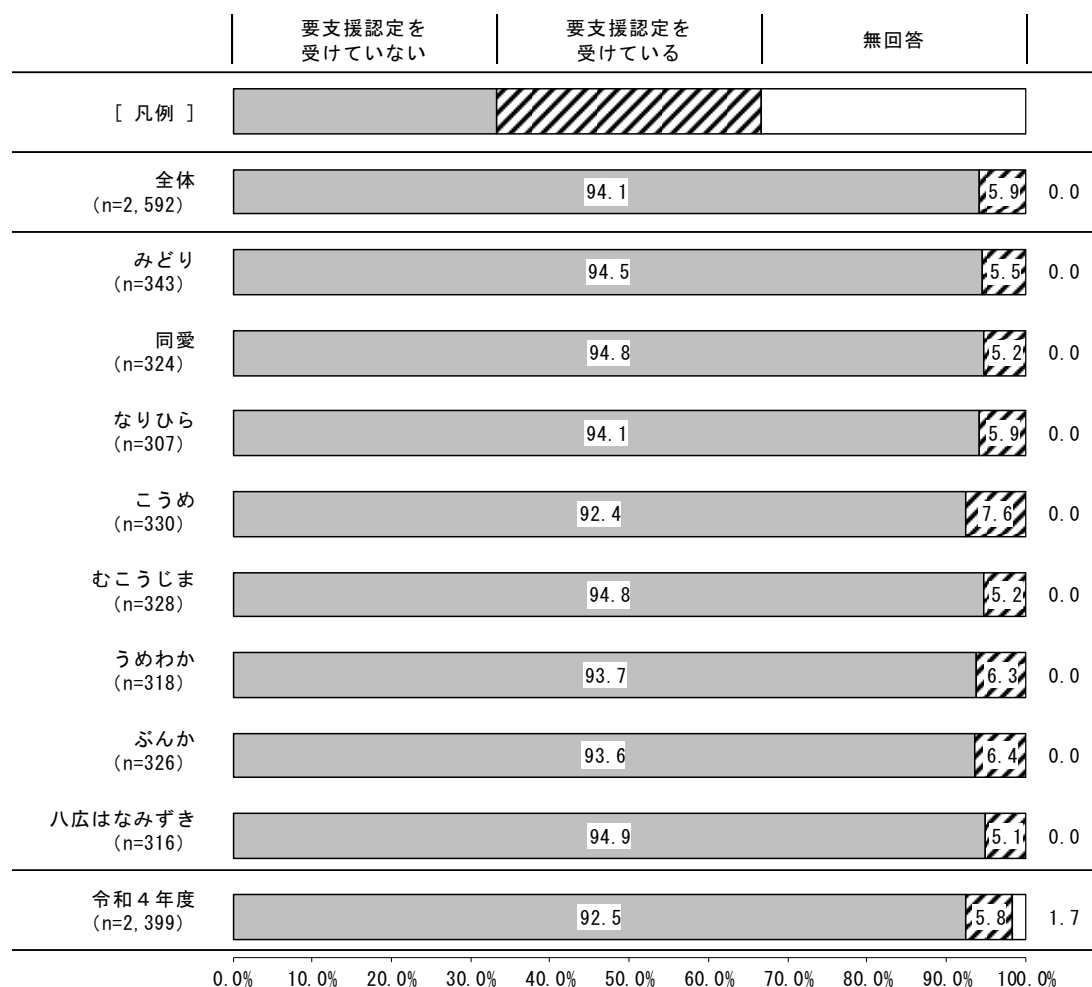 要支援認定を
受けていない
要支援認定を
受けている
無回答
[ 凡例 ]
全体
(n=2,592)
94.1
5.9
0.0
みどり
(n=343)
94.5
5.5
0.0
同愛
(n=324)
94.8
5.2
0.0
なりひら
(n=307)
94.1
5.9
0.0
こうめ
(n=330)
92.4
7.6
0.0
むこうじま
(n=328)
94.8
5.2
0.0
うめわか
(n=318)
93.7
6.3
0.0
ぶんか
(n=326)
93.6
6.4
0.0
八広はなみずき
(n=316)
94.9
5.1
0.0
令和４年度
(n=2,399)
92.5
5.8
1.7
0.0% 10.0% 20.0% 30.0% 40.0% 50.0% 60.0% 70.0% 80.0% 90.0% 100.0%